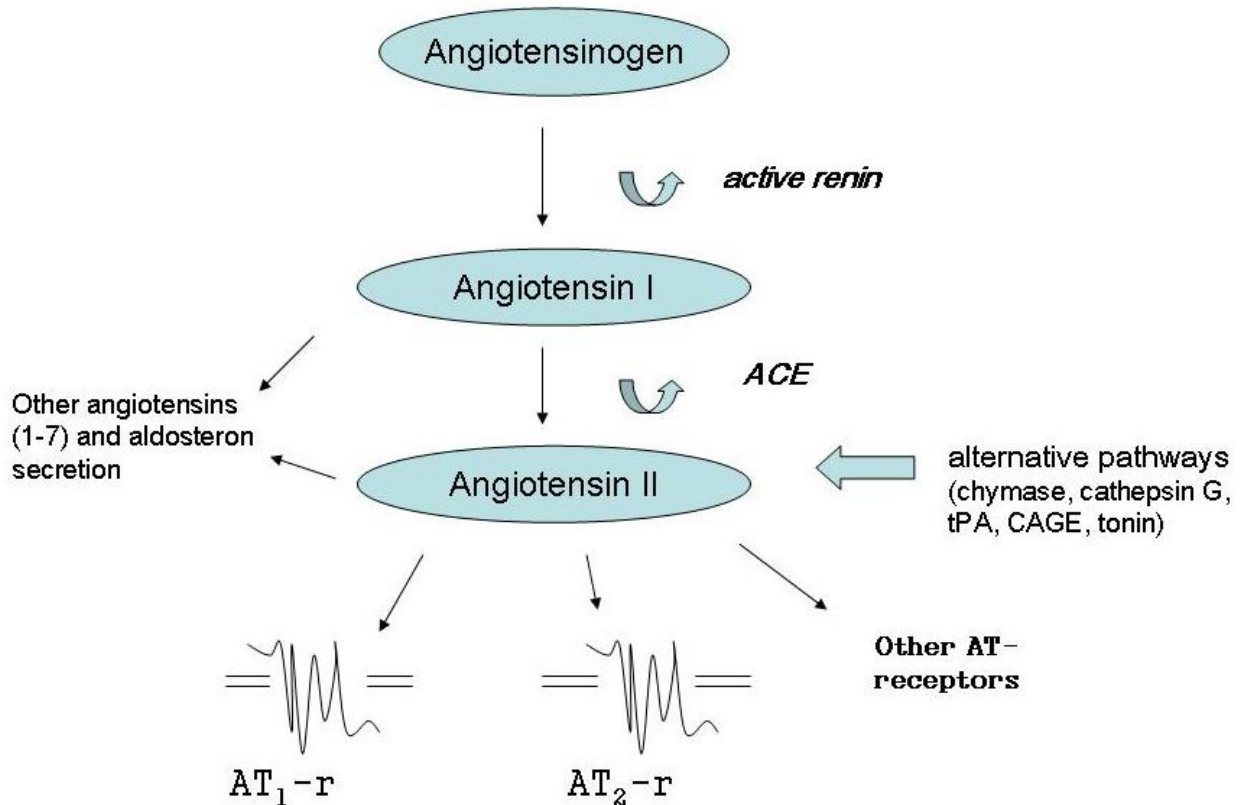 Angiotensinogen
active renin
Angiotensin I
ACE
Other angiotensins
(1-7) and aldosteron
secretion
Angiotensin II
alternative pathways
(chymase, cathepsin G,
tPA, CAGE, tonin)
Other AT-
receptors
AT₁-r
AT₂-r